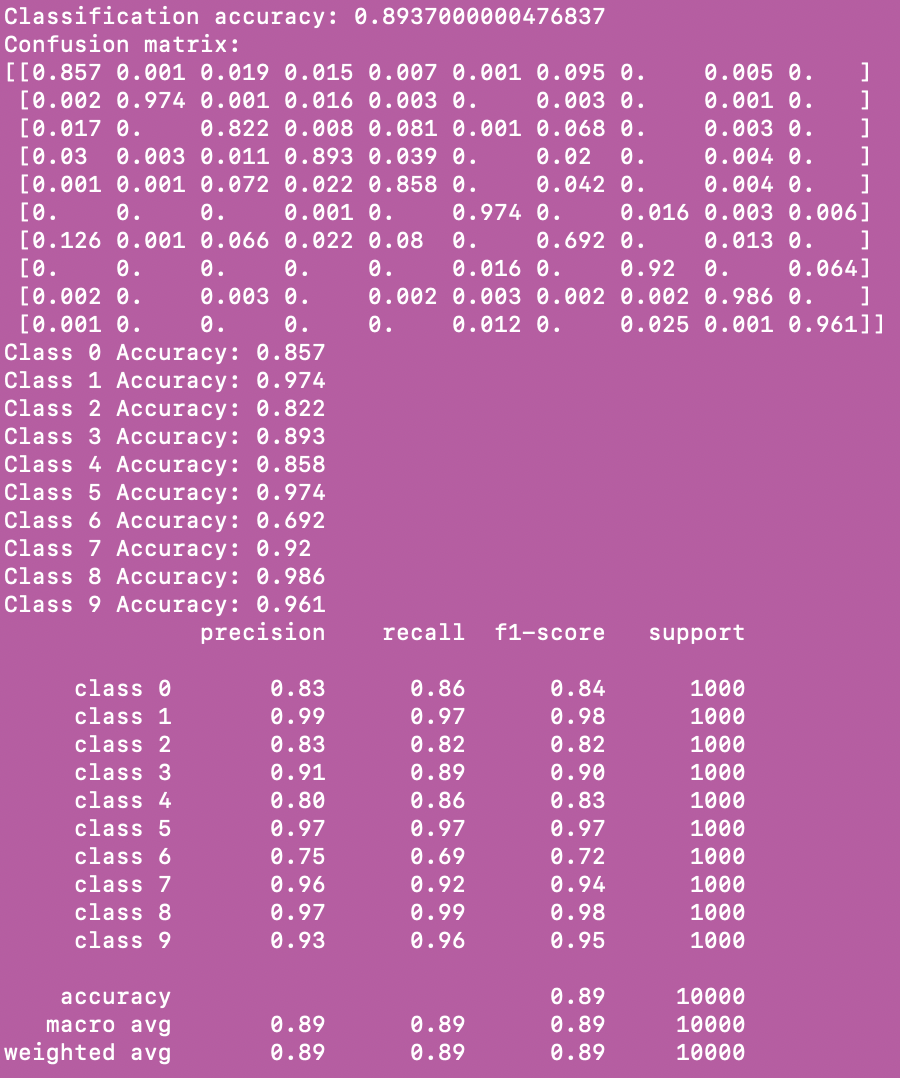 Classification accuracy: 0.8937000000476837
Confusion matrix:
[[0.857 0.001 0.019 0.015 0.007 0.001 0.095 0.    0.005 0.   ]
 [0.002 0.974 0.001 0.016 0.003 0.    0.003 0.    0.001 0.   ]
 [0.017 0.    0.822 0.008 0.081 0.001 0.068 0.    0.003 0.   ]
 [0.03  0.003 0.011 0.893 0.039 0.    0.02  0.    0.004 0.   ]
 [0.001 0.001 0.072 0.022 0.858 0.    0.042 0.    0.004 0.   ]
 [0.    0.    0.    0.001 0.    0.974 0.    0.016 0.003 0.006]
 [0.126 0.001 0.066 0.022 0.08  0.    0.692 0.    0.013 0.   ]
 [0.    0.    0.    0.    0.    0.016 0.    0.92  0.    0.064]
 [0.002 0.    0.003 0.    0.002 0.003 0.002 0.002 0.986 0.   ]
 [0.001 0.    0.    0.    0.    0.012 0.    0.025 0.001 0.961]]
Class 0 Accuracy: 0.857
Class 1 Accuracy: 0.974
Class 2 Accuracy: 0.822
Class 3 Accuracy: 0.893
Class 4 Accuracy: 0.858
Class 5 Accuracy: 0.974
Class 6 Accuracy: 0.692
Class 7 Accuracy: 0.92
Class 8 Accuracy: 0.986
Class 9 Accuracy: 0.961
              precision    recall  f1-score   support

     class 0       0.83      0.86      0.84      1000
     class 1       0.99      0.97      0.98      1000
     class 2       0.83      0.82      0.82      1000
     class 3       0.91      0.89      0.90      1000
     class 4       0.80      0.86      0.83      1000
     class 5       0.97      0.97      0.97      1000
     class 6       0.75      0.69      0.72      1000
     class 7       0.96      0.92      0.94      1000
     class 8       0.97      0.99      0.98      1000
     class 9       0.93      0.96      0.95      1000

    accuracy                           0.89     10000
   macro avg       0.89      0.89      0.89     10000
weighted avg       0.89      0.89      0.89     10000